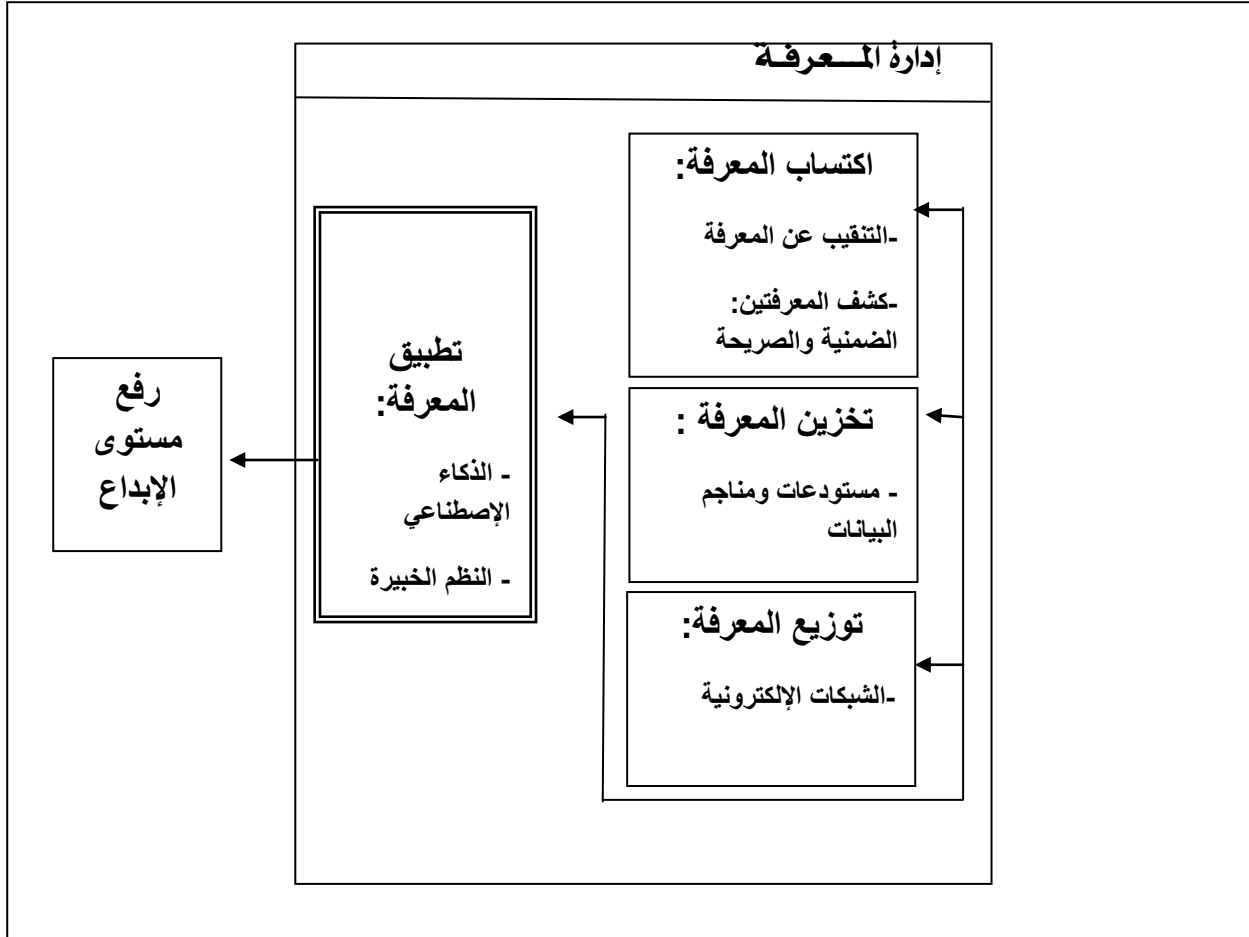 إدارة المعرفة
اكتساب المعرفة:
-التنقيب عن المعرفة
-كشف المعرفتين:
الضمنية والصريحة
تخزين المعرفة :
- مستودعات ومناجم
البيانات
توزيع المعرفة:
-الشبكات الإلكترونية
تطبيق
المعرفة:
- الذكاء
الإصطناعي
- النظم الخبيرة
رفع
مستوى
الإبداع